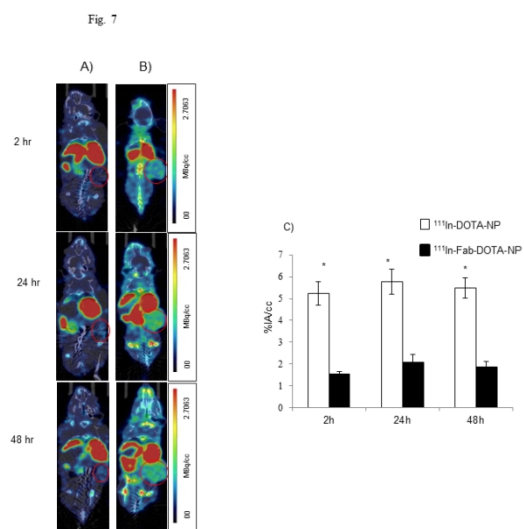 Fig. 7
A)
B)
2 hr
2.7063
MBq/cc
00
24 hr
2.7063
MBq/cc
00
48 hr
2.7063
MBq/cc
00
C)
¹¹¹In-DOTA-NP
¹¹¹In-Fab-DOTA-NP
%IA/cc
7
6
5
4
3
2
1
0
*
*
*
2h
24h
48h